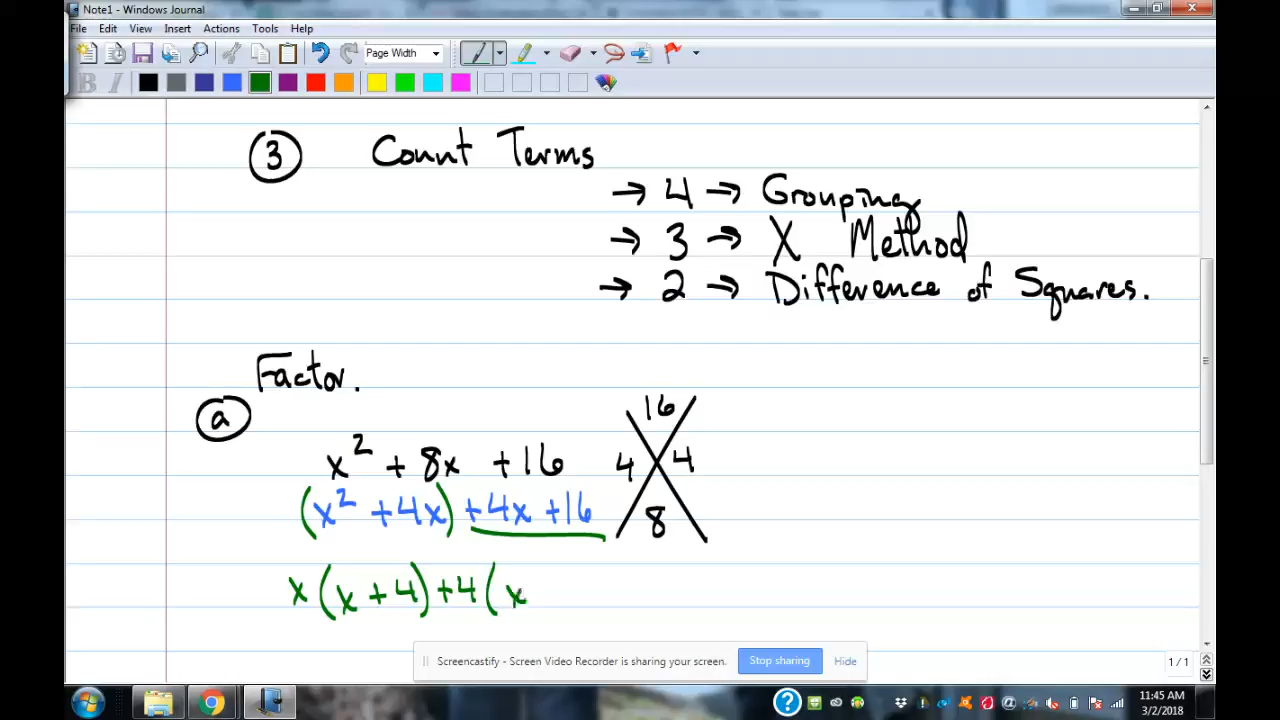 Note1 - Windows Journal
File Edit View Insert Actions Tools Help
Page Width
B I
③ Count Terms
→ 4 → Grouping
→ 3 → X Method
→ 2 → Difference of Squares.
Factor.
ⓐ
16
x² + 8x + 16 4 4
(x² + 4x) + 4x + 16 8
x(x + 4) + 4(x
Screencastify - Screen Video Recorder is sharing your screen. Stop sharing Hide
1 / 1
11:45 AM
3/2/2018